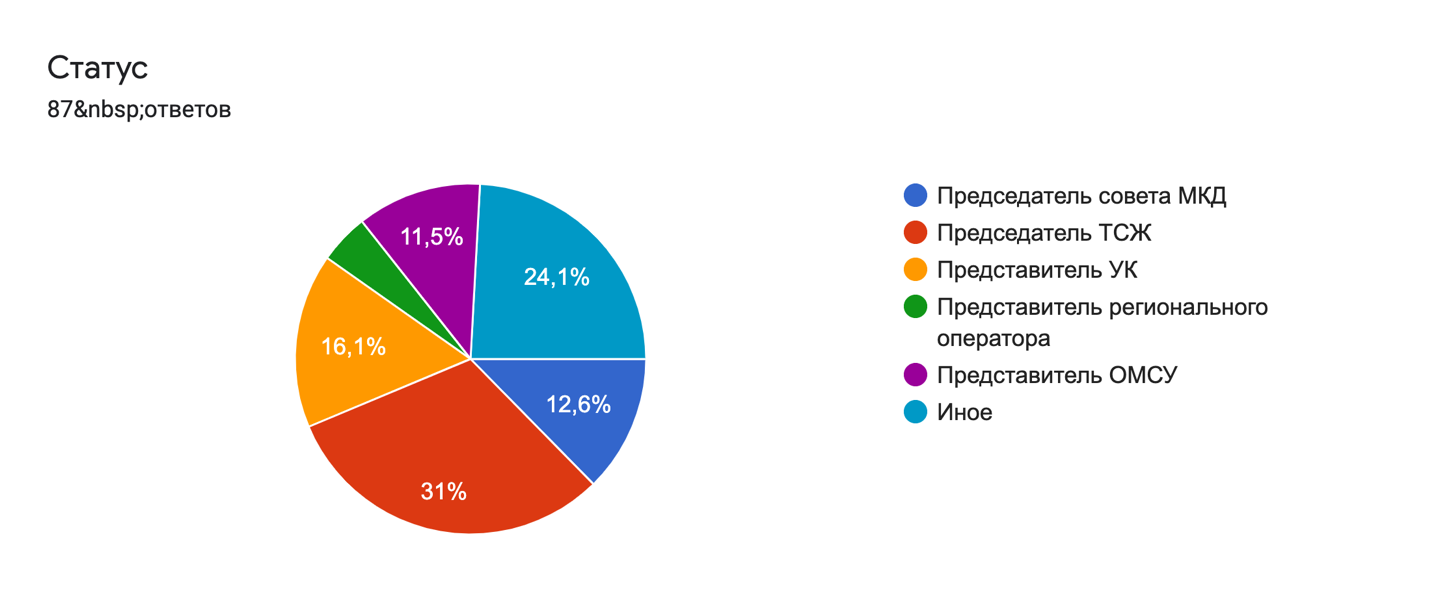 Статус
87&nbsp;ответов
11,5%
24,1%
16,1%
12,6%
31%
Председатель совета МКД
Председатель ТСЖ
Представитель УК
Представитель регионального
оператора
Представитель ОМСУ
Иное